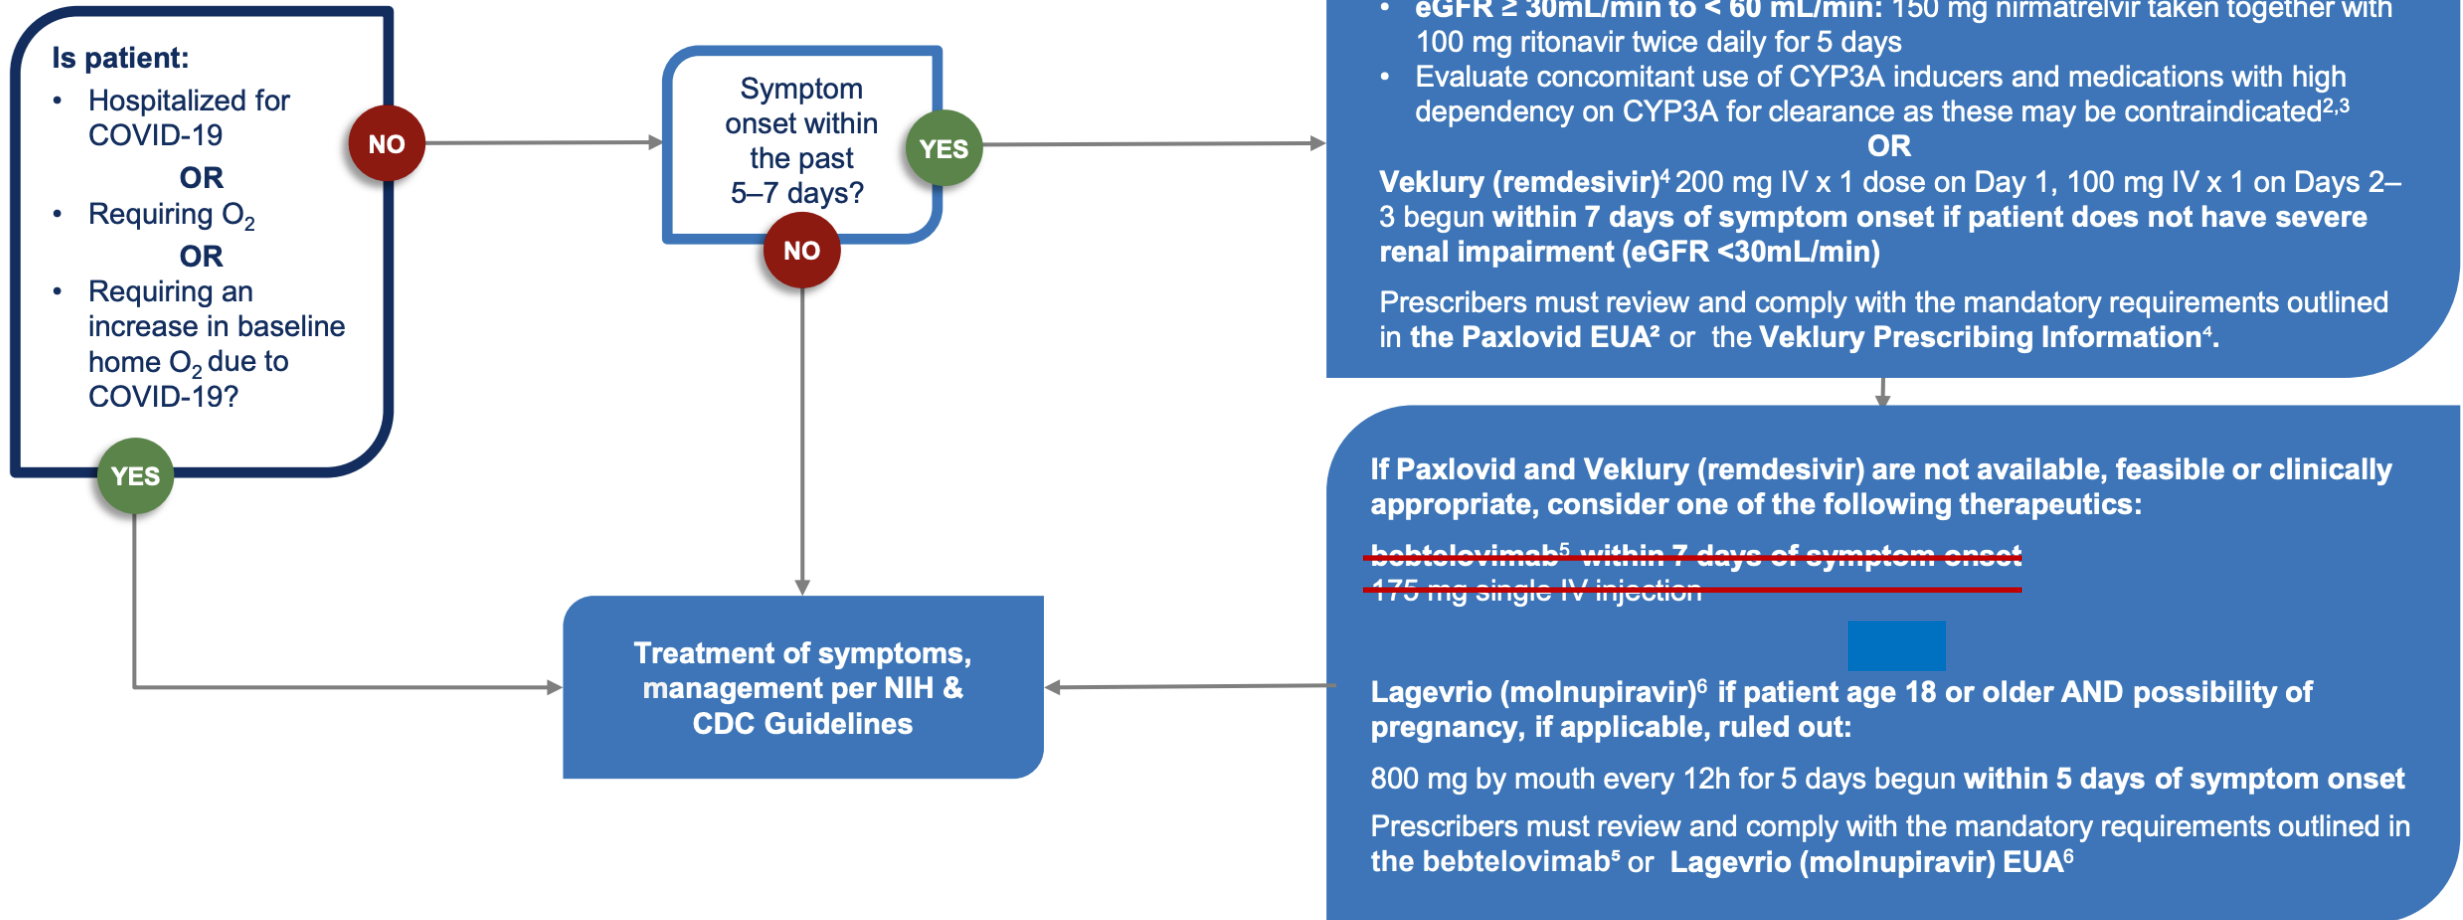 Is patient:
• Hospitalized for
COVID-19
OR
• Requiring O₂
OR
• Requiring an
increase in baseline
home O₂ due to
COVID-19?
NO
YES
Symptom
onset within
the past
5–7 days?
YES
NO
Treatment of symptoms,
management per NIH &
CDC Guidelines
• eGFR ≥ 30mL/min to < 60 mL/min: 150 mg nirmatrelvir taken together with
100 mg ritonavir twice daily for 5 days
• Evaluate concomitant use of CYP3A inducers and medications with high
dependency on CYP3A for clearance as these may be contraindicated²,³
OR
Veklury (remdesivir)⁴ 200 mg IV x 1 dose on Day 1, 100 mg IV x 1 on Days 2–
3 begun within 7 days of symptom onset if patient does not have severe
renal impairment (eGFR <30mL/min)
Prescribers must review and comply with the mandatory requirements outlined
in the Paxlovid EUA² or the Veklury Prescribing Information⁴.
If Paxlovid and Veklury (remdesivir) are not available, feasible or clinically
appropriate, consider one of the following therapeutics:
bebtelovimab⁵ within 7 days of symptom onset
175 mg single IV injection
Lagevrio (molnupiravir)⁶ if patient age 18 or older AND possibility of
pregnancy, if applicable, ruled out:
800 mg by mouth every 12h for 5 days begun within 5 days of symptom onset
Prescribers must review and comply with the mandatory requirements outlined in
the bebtelovimab⁵ or Lagevrio (molnupiravir) EUA⁶